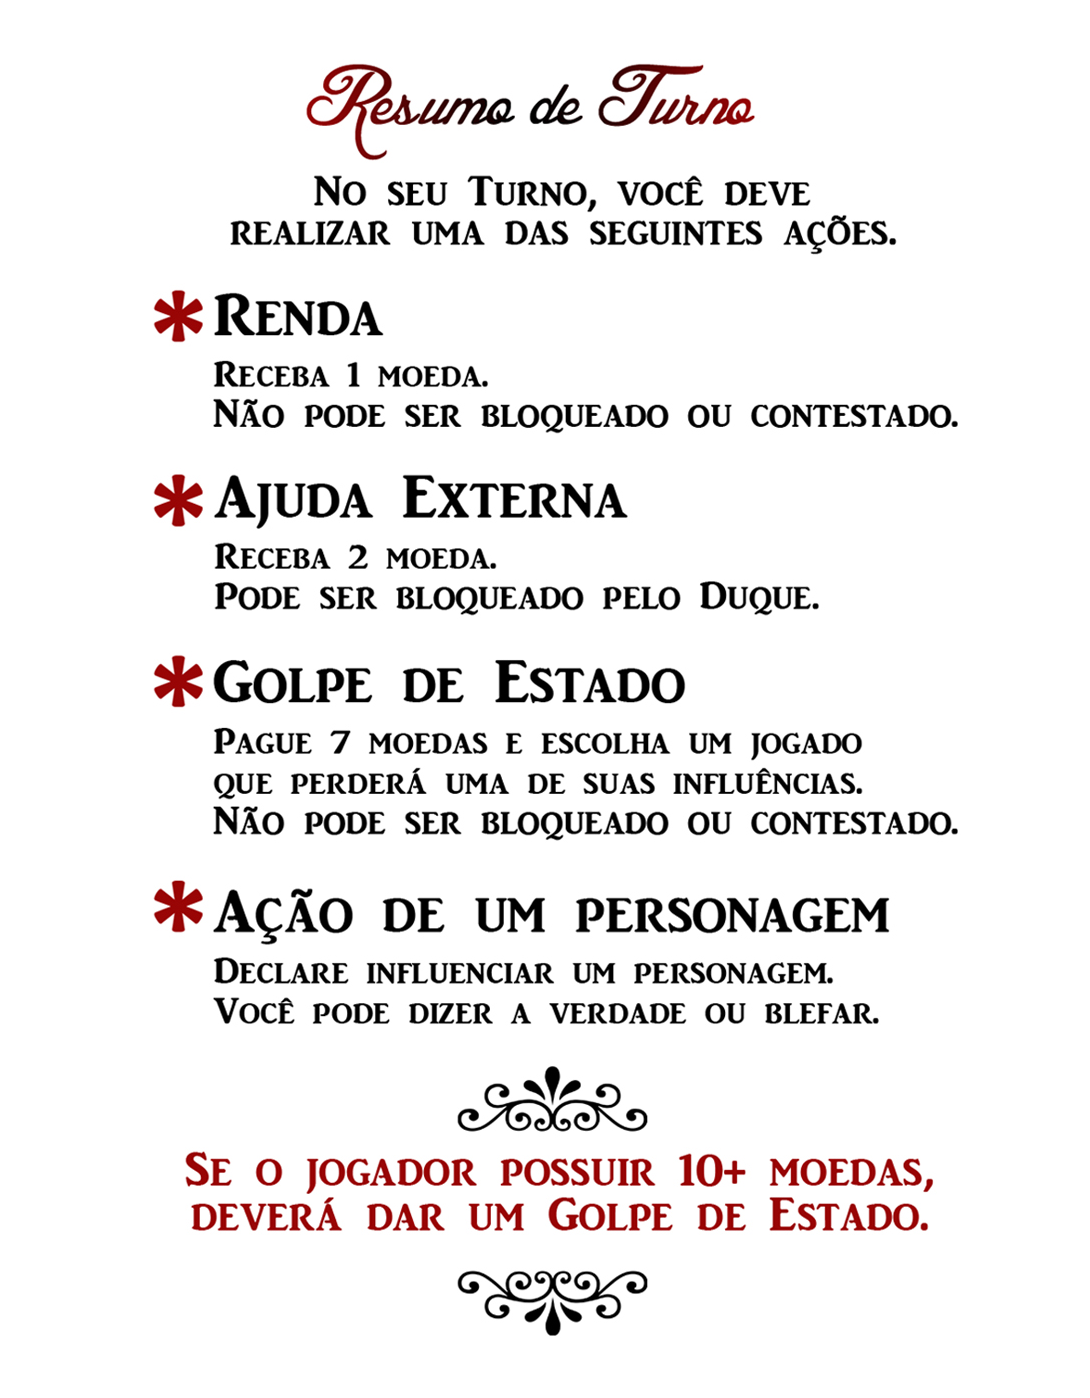 Resumo de Turno
No seu Turno, você deve
realizar uma das seguintes ações.
* Renda
Receba 1 moeda.
Não pode ser bloqueado ou contestado.
* Ajuda Externa
Receba 2 moeda.
Pode ser bloqueado pelo Duque.
* Golpe de Estado
Pague 7 moedas e escolha um jogado
que perderá uma de suas influências.
Não pode ser bloqueado ou contestado.
* Ação de um personagem
Declare influenciar um personagem.
Você pode dizer a verdade ou blefar.
Se o jogador possuir 10+ moedas,
deverá dar um Golpe de Estado.